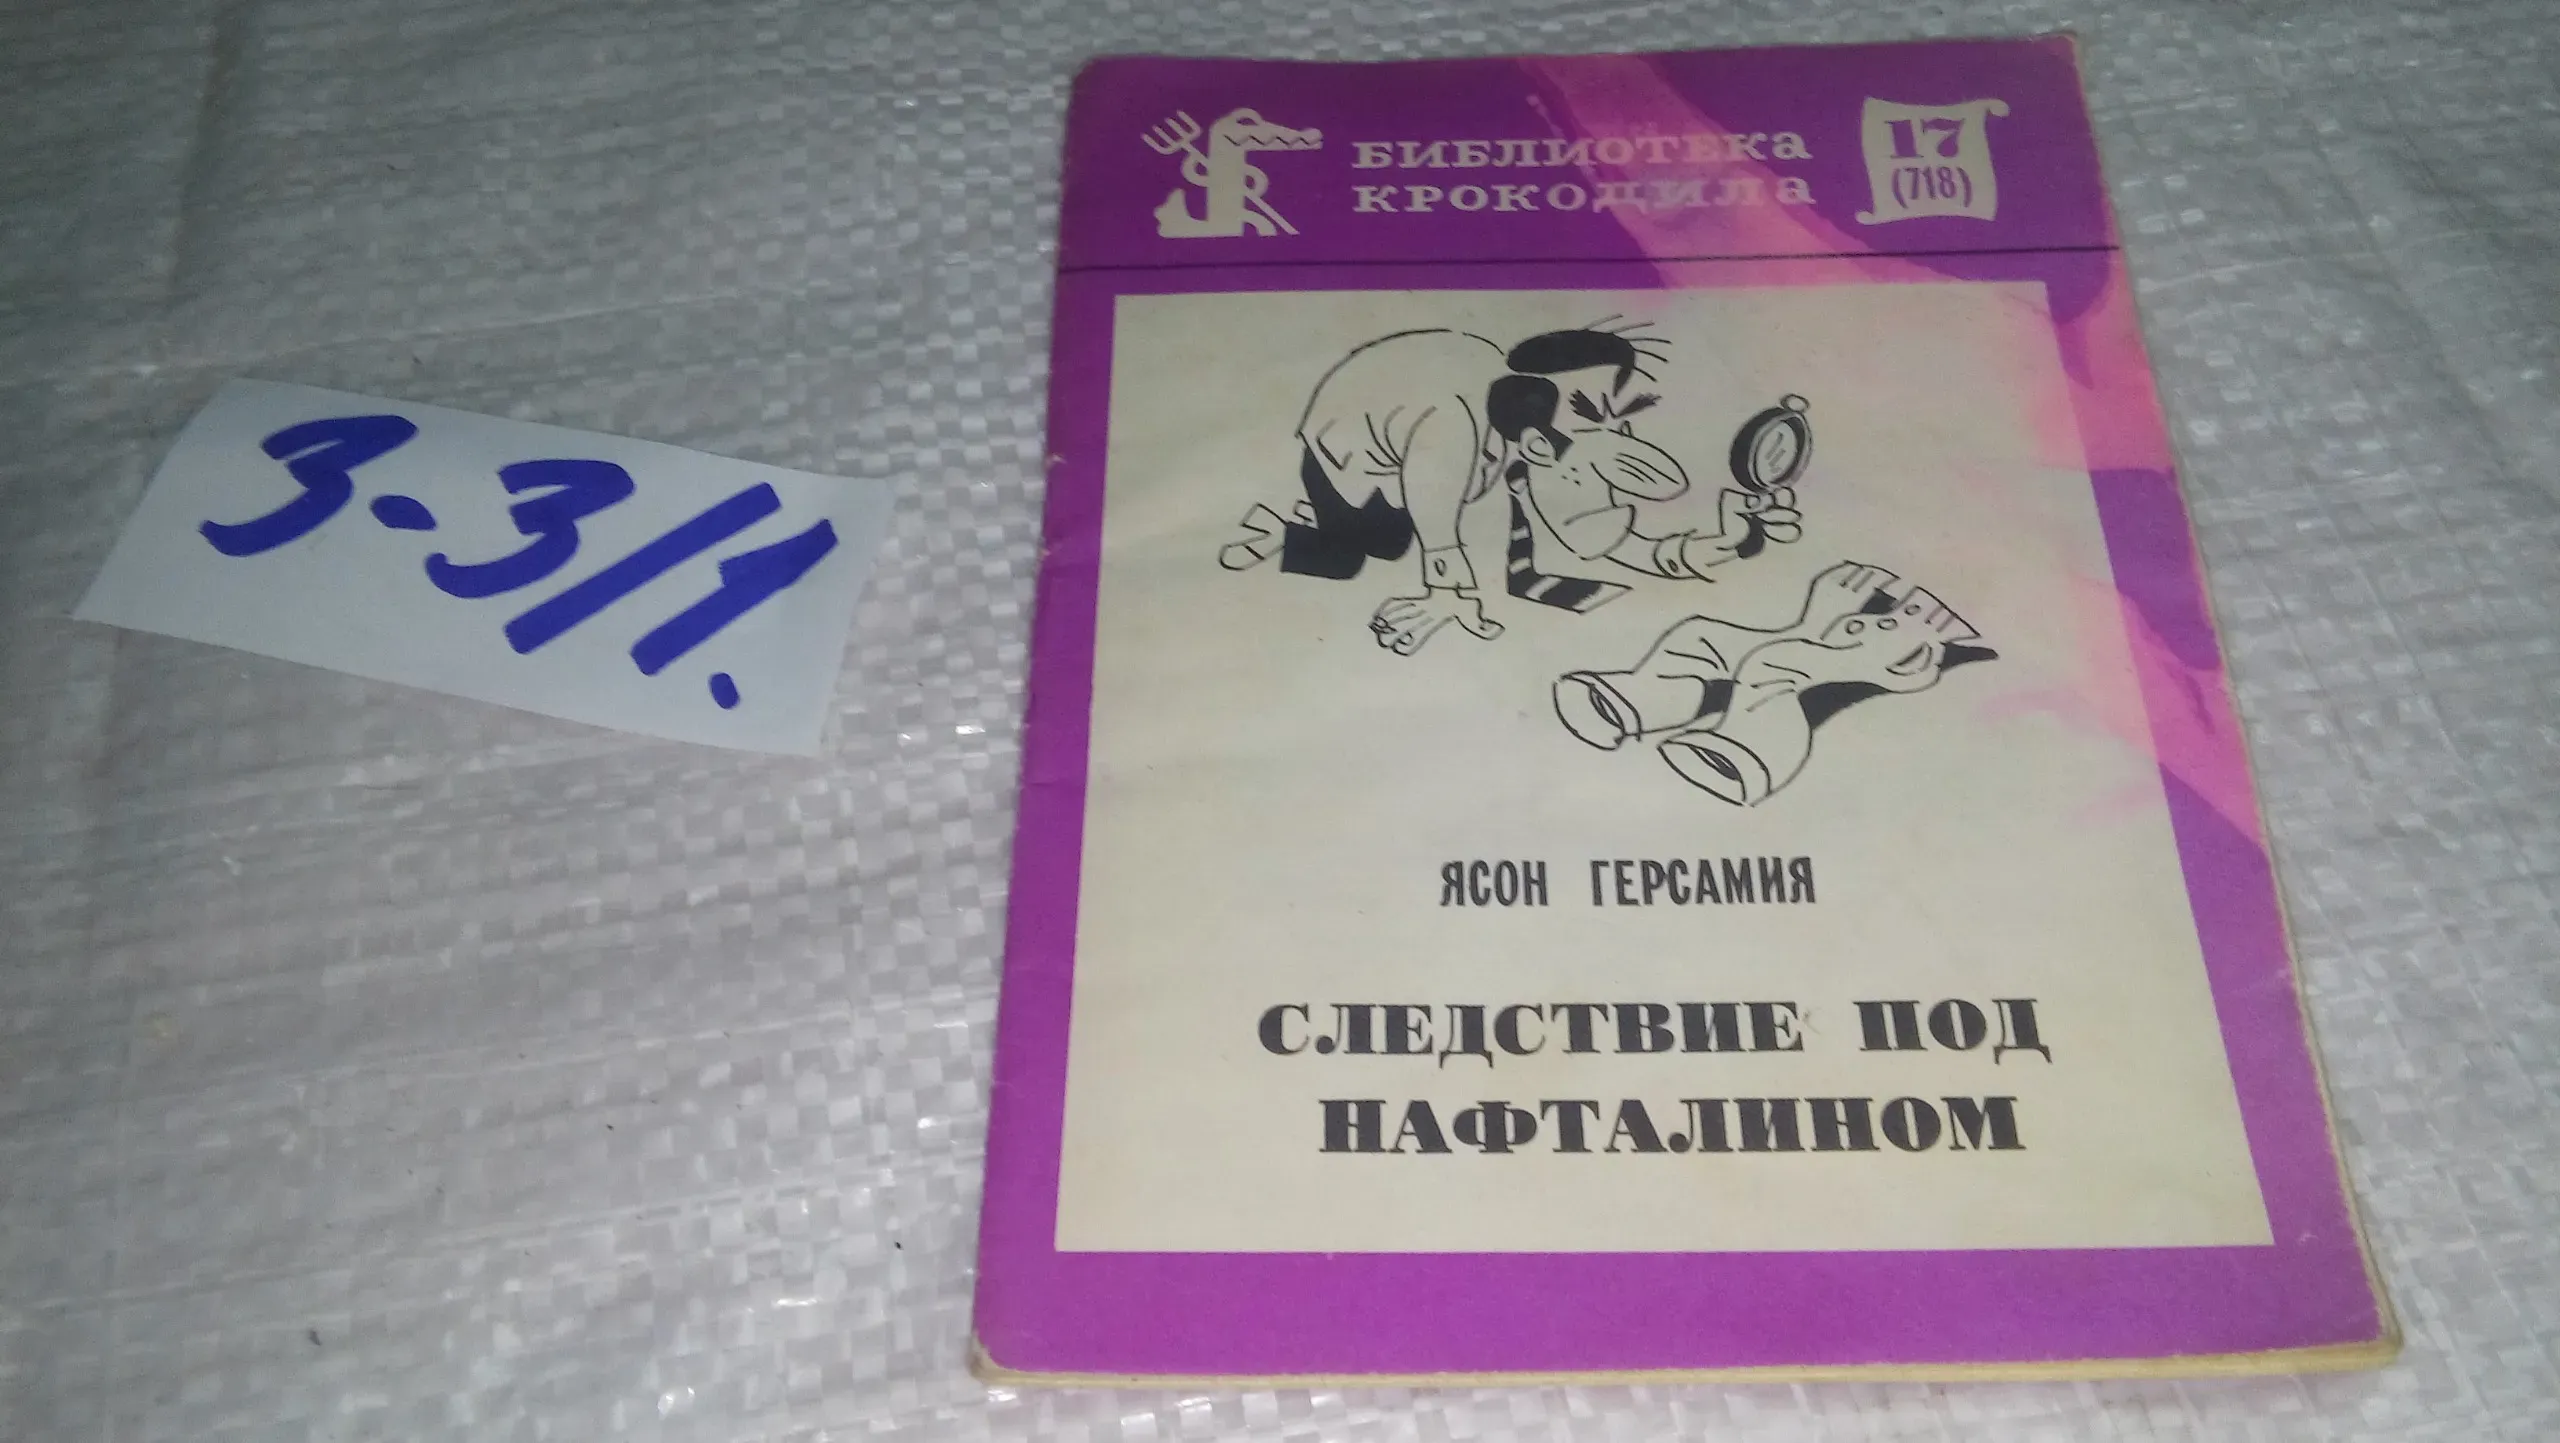 3-3/1.
БИБЛИОТЕКА
КРОКОДИЛА
17
(718)
ЯСОН ГЕРСАМИЯ
СЛЕДСТВИЕ ПОД
НАФТАЛИНОМ